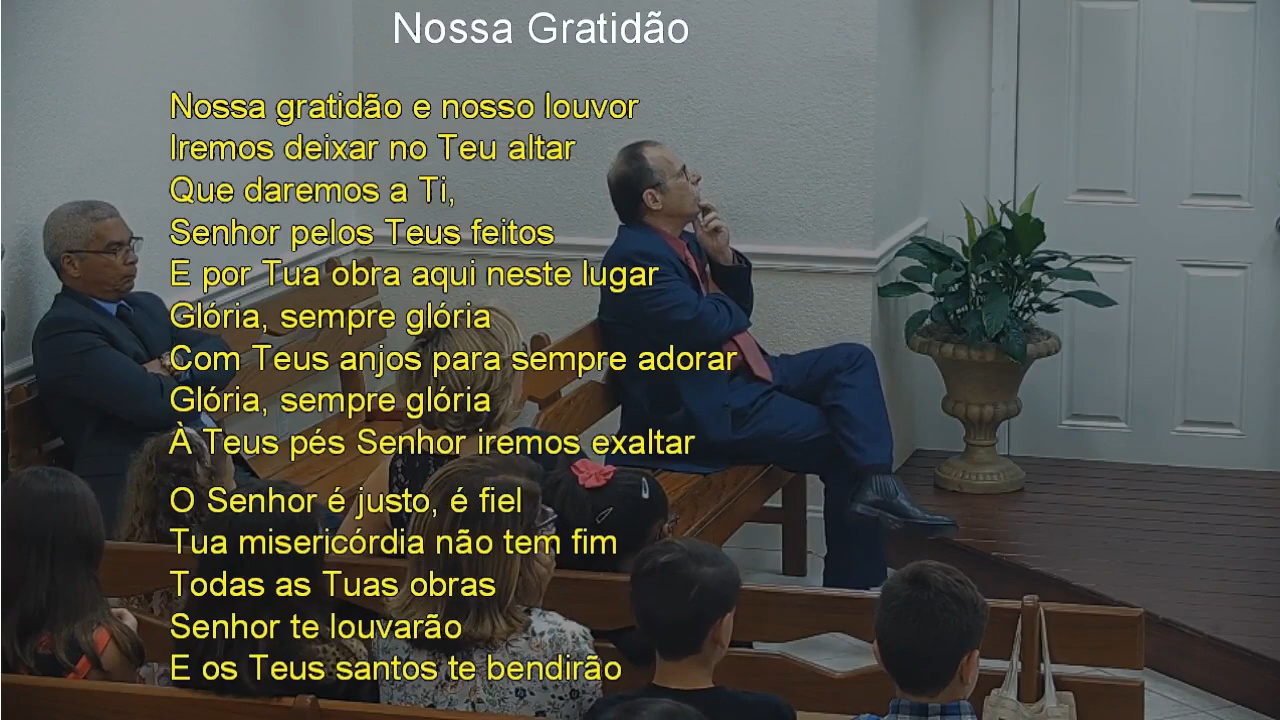 Nossa Gratidão
Nossa gratidão e nosso louvor
Iremos deixar no Teu altar
Que daremos a Ti,
Senhor pelos Teus feitos
E por Tua obra aqui neste lugar
Glória, sempre glória
Com Teus anjos para sempre adorar
Glória, sempre glória
À Teus pés Senhor iremos exaltar
O Senhor é justo, é fiel
Tua misericórdia não tem fim
Todas as Tuas obras
Senhor te louvarão
E os Teus santos te bendirão